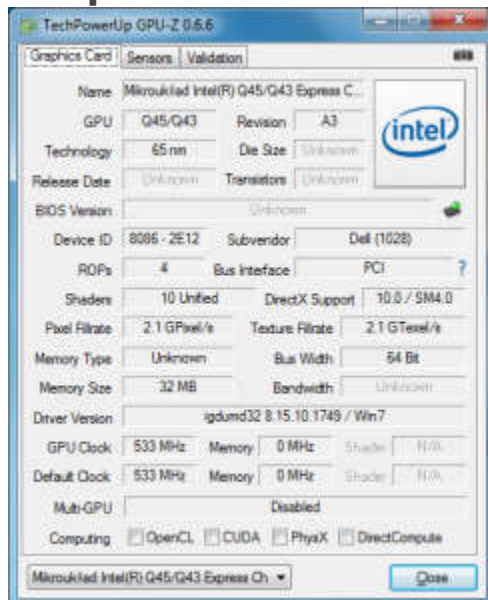 TechPowerUp GPU-Z 0.6.6
Graphics Card Sensors Validation
Name Mikroukład Intel(R) Q45/Q43 Express C...
GPU Q45/Q43 Revision A3
intel
Technology 65 nm Die Size Unknown
Release Date Unknown Transistors Unknown
BIOS Version Unknown
Device ID 8086 - 2E12 Subvendor Dell (1028)
ROPs 4 Bus Interface PCI ?
Shaders 10 Unified DirectX Support 10.0 / SM4.0
Pixel Fillrate 2.1 GPixel/s Texture Fillrate 2.1 GTexel/s
Memory Type Unknown Bus Width 64 Bit
Memory Size 32 MB Bandwidth Unknown
Driver Version igdumd32 8.15.10.1749 / Win7
GPU Clock 533 MHz Memory 0 MHz Shader N/A
Default Clock 533 MHz Memory 0 MHz Shader N/A
Multi-GPU Disabled
Computing OpenCL CUDA PhysX DirectCompute
Mikroukład Intel(R) Q45/Q43 Express Ch Close